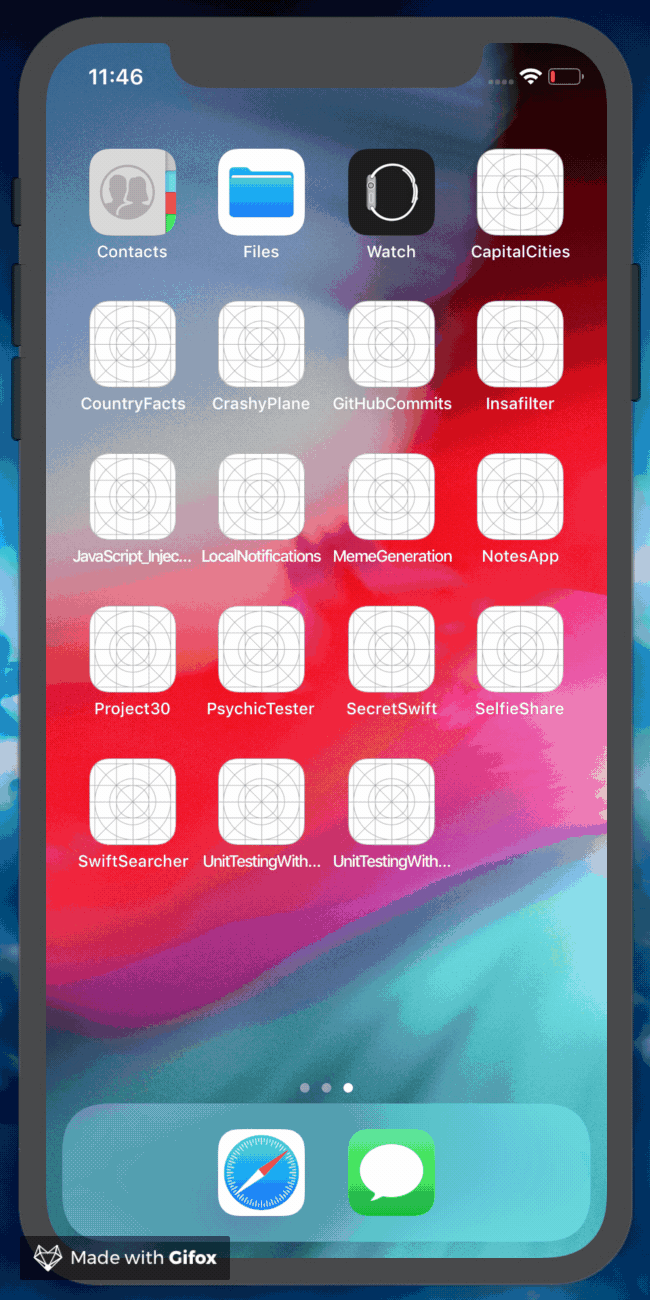 11:46
Contacts Files Watch CapitalCities
CountryFacts CrashyPlane GitHubCommits Insafilter
JavaScript_Injec... LocalNotifications MemeGeneration NotesApp
Project30 PsychicTester SecretSwift SelfieShare
SwiftSearcher UnitTestingWith... UnitTestingWith...
Made with Gifox